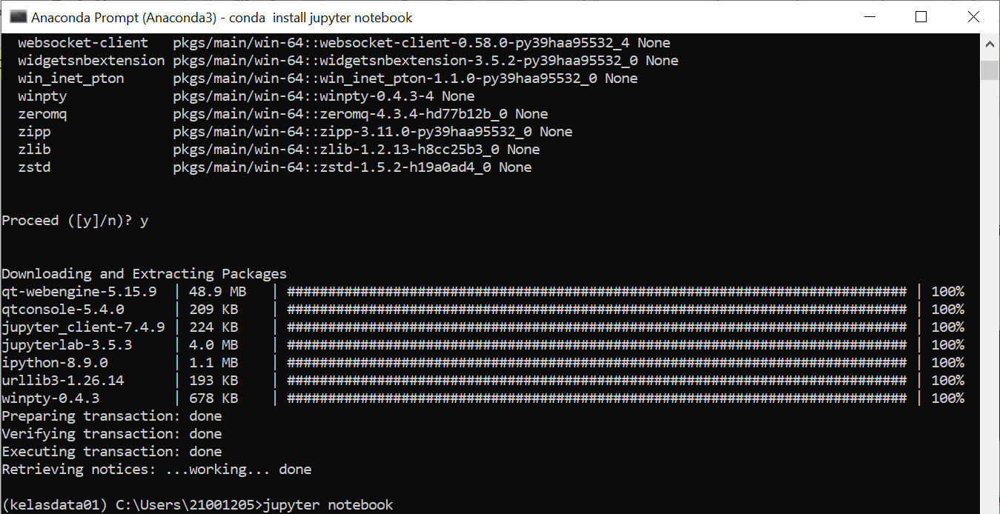 Anaconda Prompt (Anaconda3) - conda  install jupyter notebook
websocket-client   pkgs/main/win-64::websocket-client-0.58.0-py39haa95532_4 None
widgetsnbextension pkgs/main/win-64::widgetsnbextension-3.5.2-py39haa95532_0 None
win_inet_pton      pkgs/main/win-64::win_inet_pton-1.1.0-py39haa95532_0 None
winpty             pkgs/main/win-64::winpty-0.4.3-4 None
zeromq             pkgs/main/win-64::zeromq-4.3.4-hd77b12b_0 None
zipp               pkgs/main/win-64::zipp-3.11.0-py39haa95532_0 None
zlib               pkgs/main/win-64::zlib-1.2.13-h8cc25b3_0 None
zstd               pkgs/main/win-64::zstd-1.5.2-h19a0ad4_0 None
Proceed ([y]/n)? y
Downloading and Extracting Packages
qt-webengine-5.15.9  | 48.9 MB   | ############################################################################ | 100%
qtconsole-5.4.0      | 209 KB    | ############################################################################ | 100%
jupyter_client-7.4.9 | 224 KB    | ############################################################################ | 100%
jupyterlab-3.5.3     | 4.0 MB    | ############################################################################ | 100%
ipython-8.9.0        | 1.1 MB    | ############################################################################ | 100%
urllib3-1.26.14      | 193 KB    | ############################################################################ | 100%
winpty-0.4.3         | 678 KB    | ############################################################################ | 100%
Preparing transaction: done
Verifying transaction: done
Executing transaction: done
Retrieving notices: ...working... done
(kelasdata01) C:\Users\21001205>jupyter notebook